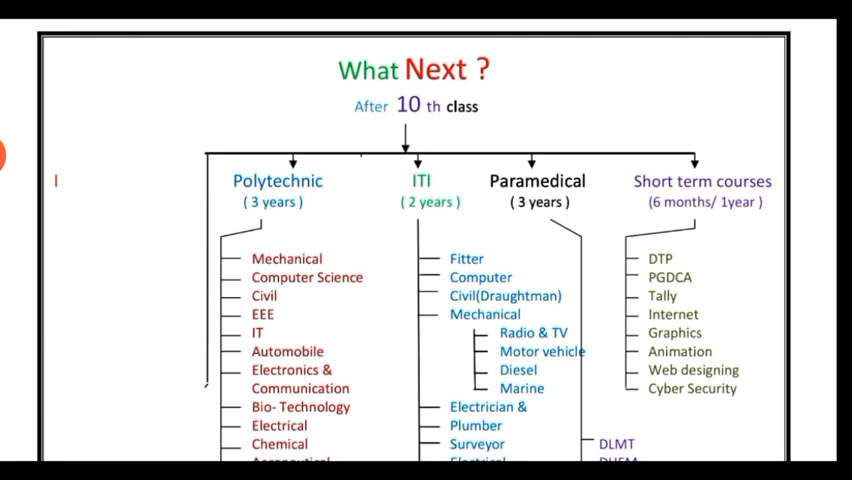 What Next ?
After 10 th class
Polytechnic
( 3 years )
ITI
( 2 years )
Paramedical
( 3 years )
Short term courses
(6 months/ 1year )
Mechanical
Computer Science
Civil
EEE
IT
Automobile
Electronics &
Communication
Bio- Technology
Electrical
Chemical
Fitter
Computer
Civil(Draughtman)
Mechanical
Radio & TV
Motor vehicle
Diesel
Marine
Electrician &
Plumber
Surveyor
Electrical
DLMT
DTP
PGDCA
Tally
Internet
Graphics
Animation
Web designing
Cyber Security